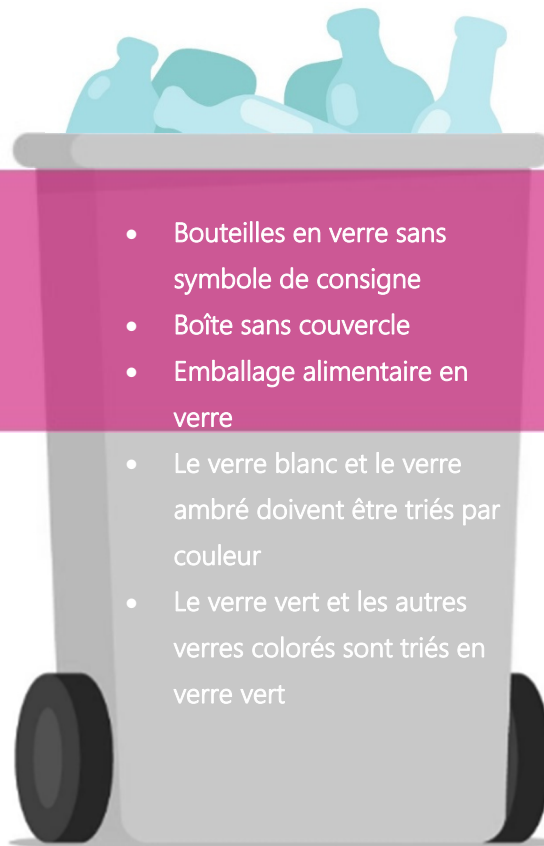 • Bouteilles en verre sans
symbole de consigne
• Boîte sans couvercle
• Emballage alimentaire en
verre
• Le verre blanc et le verre
ambré doivent être triés par
couleur
• Le verre vert et les autres
verres colorés sont triés en
verre vert